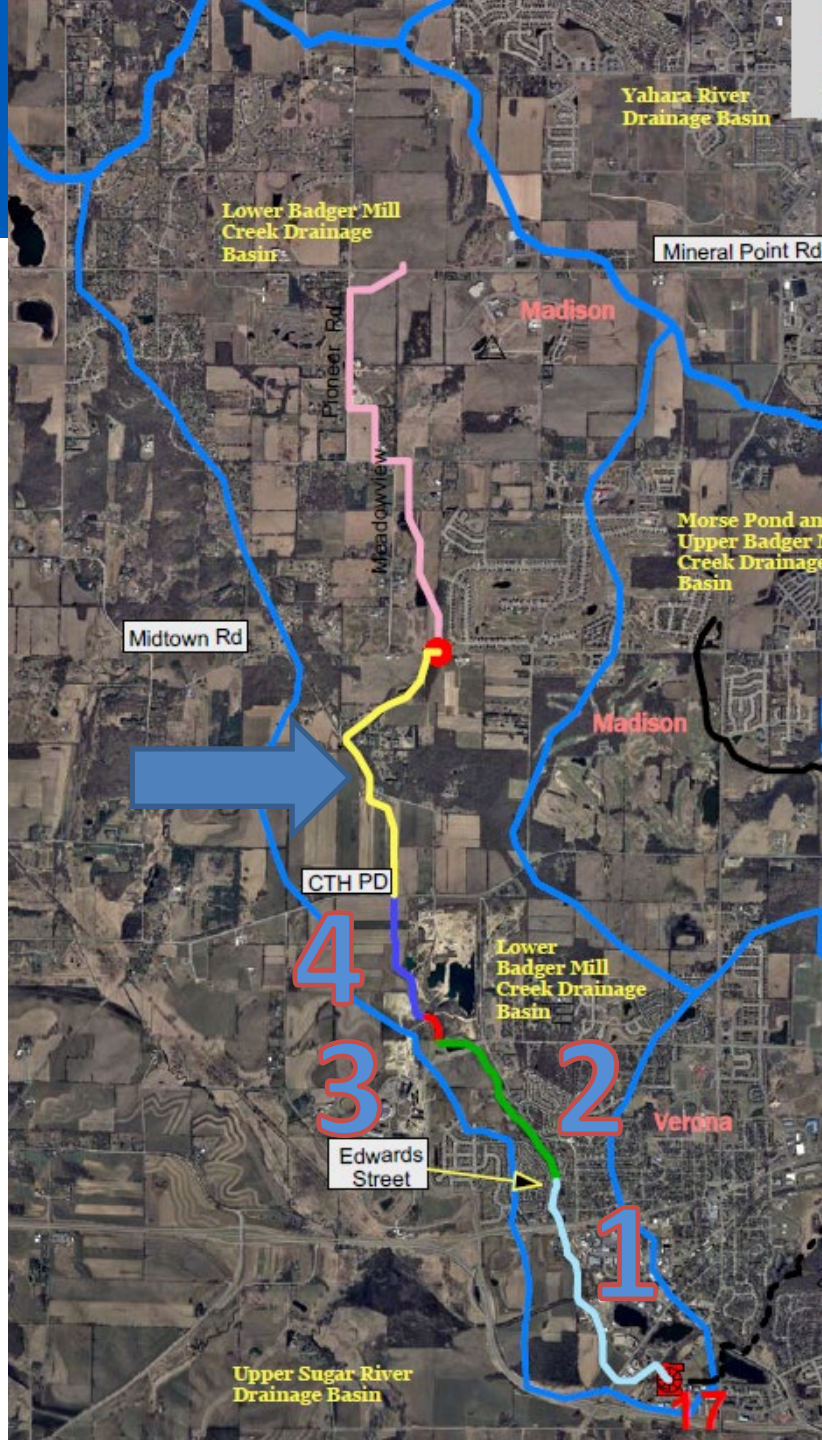 Yahara River
Drainage Basin
Lower Badger Mill
Creek Drainage
Basin
Mineral Point Rd
Madison
Pioneer Rd
Meadowview
Morse Pond an
Upper Badger M
Creek Drainage
Basin
Midtown Rd
Madison
CTH PD
4
Lower
Badger Mill
Creek Drainage
Basin
3
2
Verona
Edwards
Street
1
Upper Sugar River
Drainage Basin
17